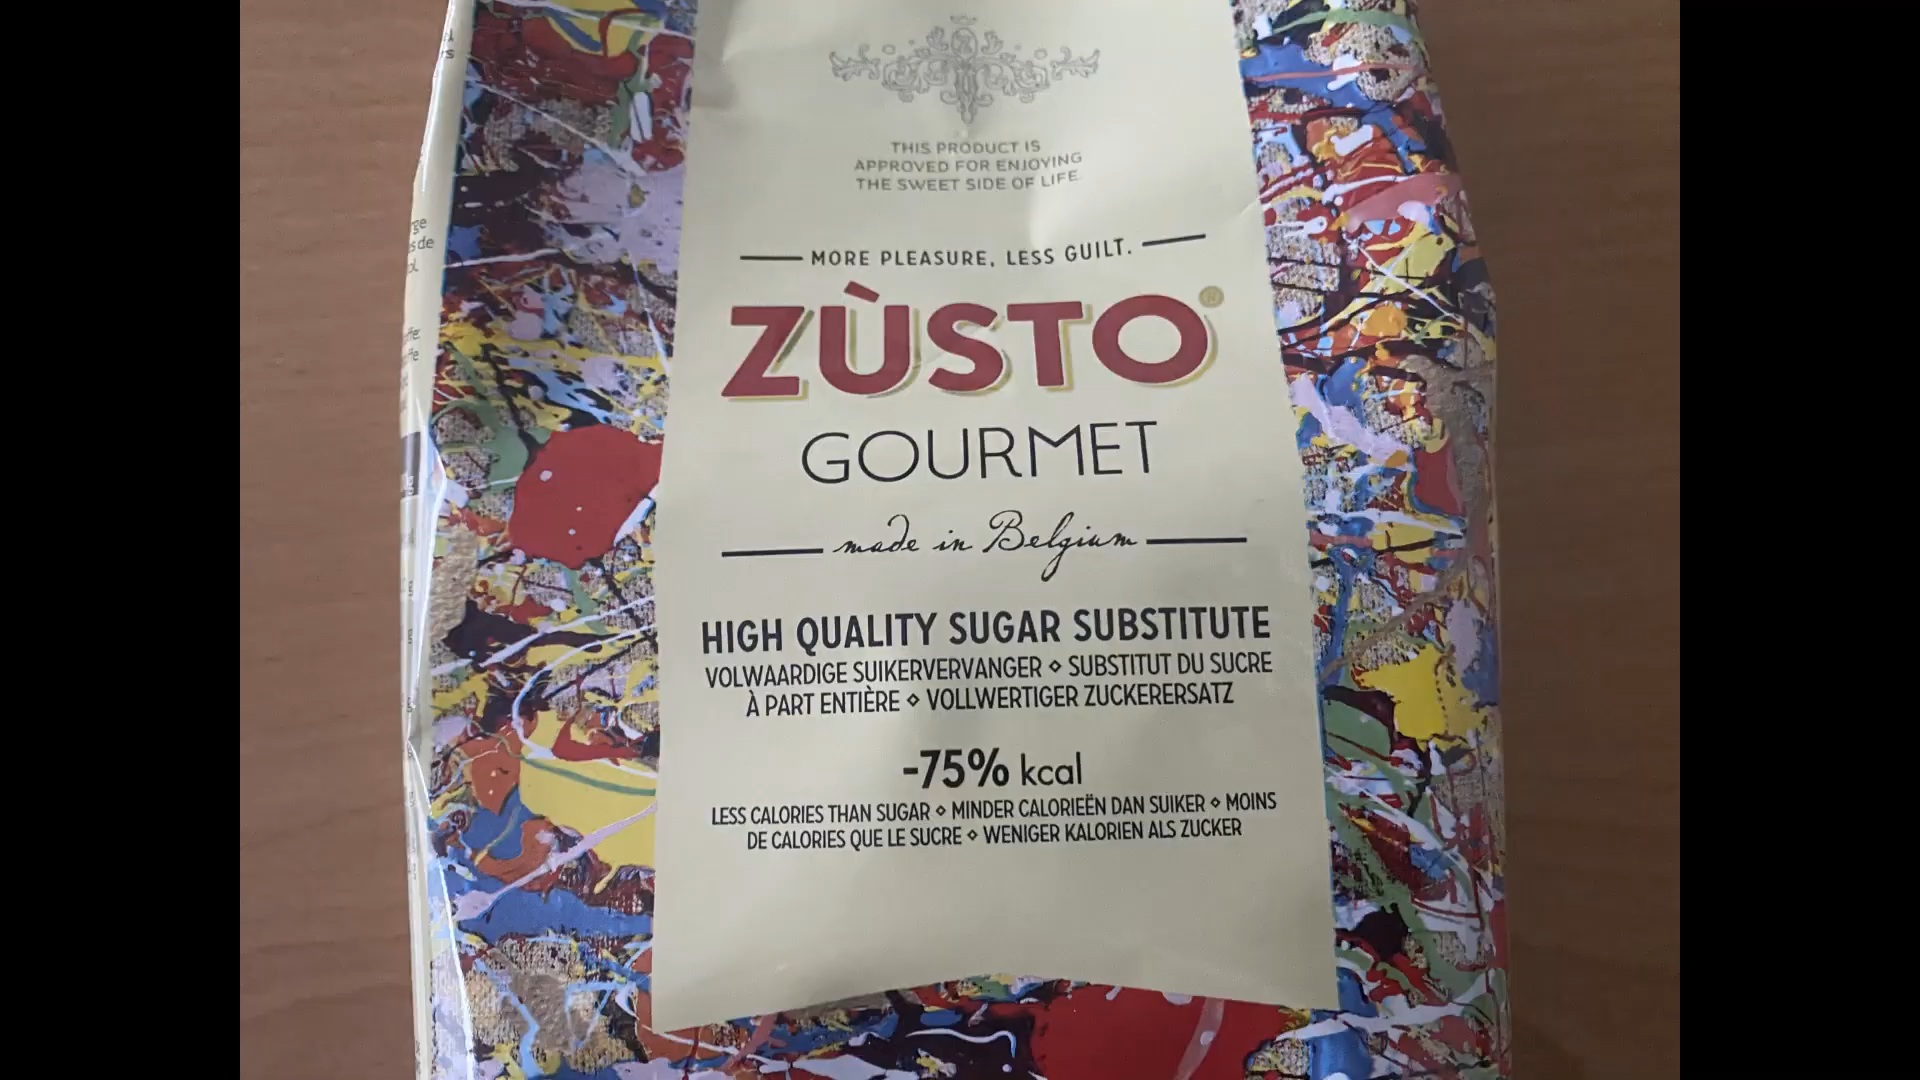 THIS PRODUCT IS
APPROVED FOR ENJOYING
THE SWEET SIDE OF LIFE.
MORE PLEASURE, LESS GUILT.
ZÙSTO®
GOURMET
made in Belgium
HIGH QUALITY SUGAR SUBSTITUTE
VOLWAARDIGE SUIKERVERVANGER ⋄ SUBSTITUT DU SUCRE
À PART ENTIÈRE ⋄ VOLLWERTIGER ZUCKERERSATZ
-75% kcal
LESS CALORIES THAN SUGAR ⋄ MINDER CALORIEËN DAN SUIKER ⋄ MOINS
DE CALORIES QUE LE SUCRE ⋄ WENIGER KALORIEN ALS ZUCKER